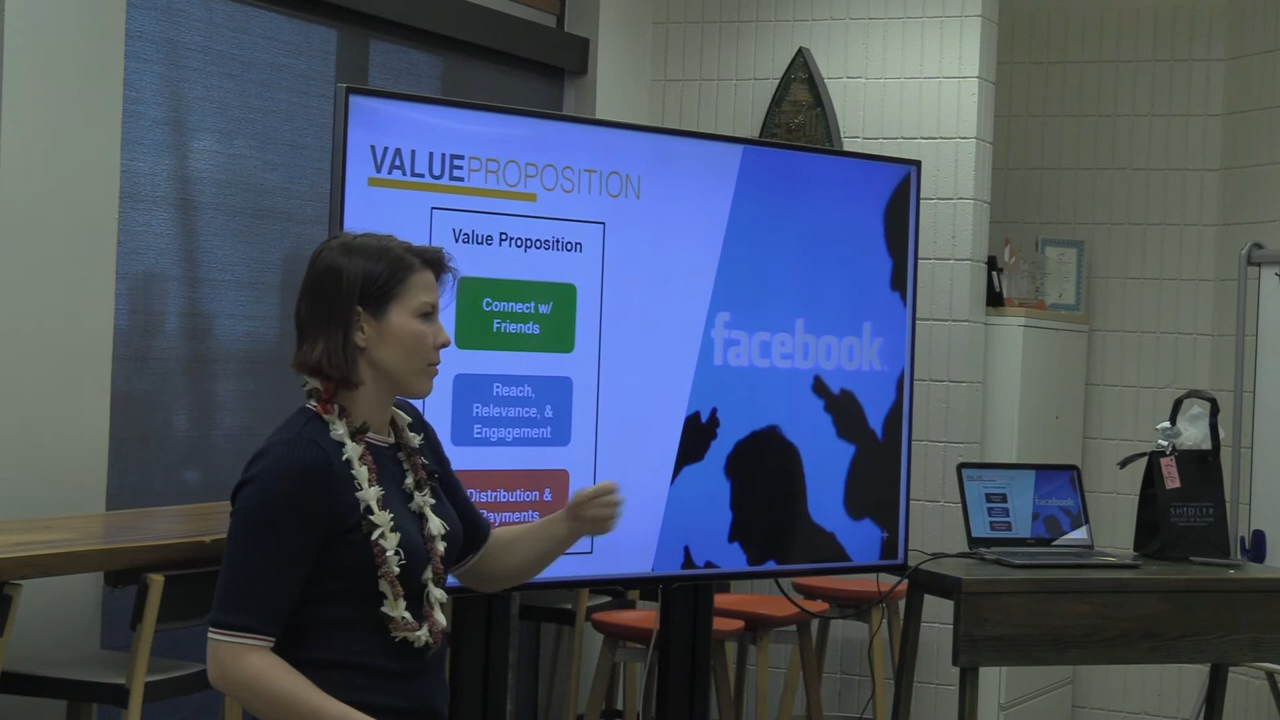 VALUEPROPOSITION
Value Proposition
Connect w/
Friends
Reach,
Relevance, &
Engagement
Distribution &
Payments
facebook
SHIDLER